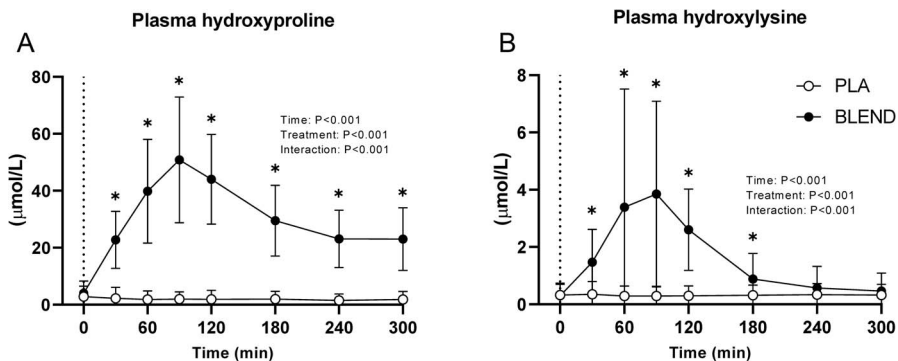 Plasma hydroxyproline
A
80
60
40
20
0
(μmol/L)
* * * * * * *
Time: P<0.001
Treatment: P<0.001
Interaction: P<0.001
0 60 120 180 240 300
Time (min)
Plasma hydroxylysine
B
8
6
4
2
0
(μmol/L)
* * * * *
PLA
BLEND
Time: P<0.001
Treatment: P<0.001
Interaction: P<0.001
0 60 120 180 240 300
Time (min)